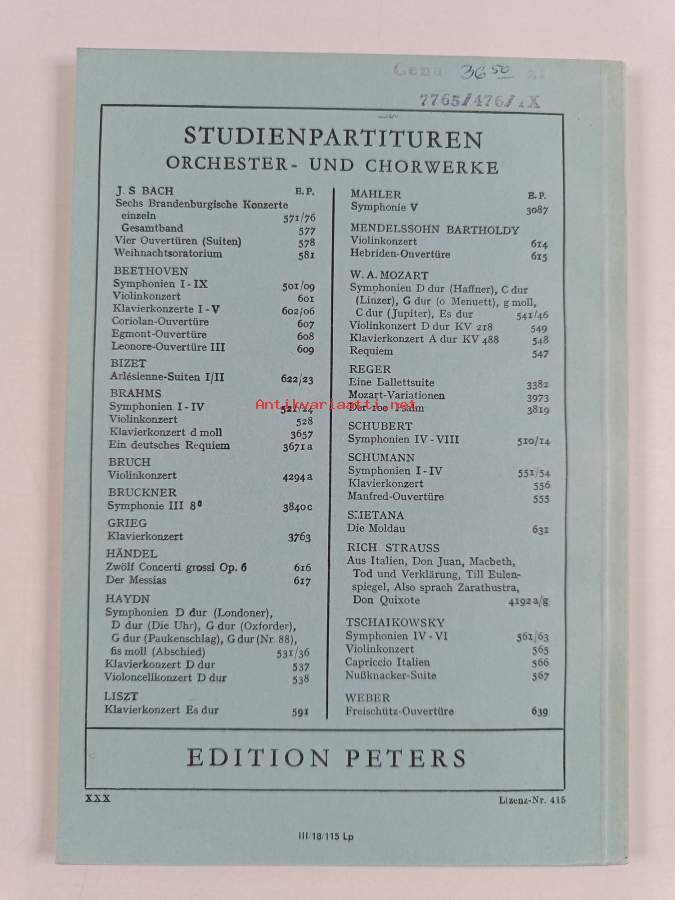 Cena 36 50 zł
7765/476/1X
STUDIENPARTITUREN
ORCHESTER- UND CHORWERKE
J. S BACH E. P.
Sechs Brandenburgische Konzerte
einzeln 571/76
Gesamtband 577
Vier Ouvertüren (Suiten) 578
Weihnachtsoratorium 581
BEETHOVEN
Symphonien I - IX 501/09
Violinkonzert 601
Klavierkonzerte I - V 602/06
Coriolan-Ouvertüre 607
Egmont-Ouvertüre 608
Leonore-Ouvertüre III 609
BIZET
Arlésienne-Suiten I/II 622/23
BRAHMS
Symphonien I - IV 521/24
Violinkonzert 528
Klavierkonzert d moll 3657
Ein deutsches Requiem 3671a
BRUCH
Violinkonzert 4294a
BRUCKNER
Symphonie III 8⁰ 3840c
GRIEG
Klavierkonzert 3763
HÄNDEL
Zwölf Concerti grossi Op. 6 616
Der Messias 617
HAYDN
Symphonien D dur (Londoner),
D dur (Die Uhr), G dur (Oxforder),
G dur (Paukenschlag), G dur (Nr 88),
fis moll (Abschied) 531/36
Klavierkonzert D dur 537
Violoncellkonzert D dur 538
LISZT
Klavierkonzert Es dur 591
MAHLER E. P.
Symphonie V 3087
MENDELSSOHN BARTHOLDY
Violinkonzert 614
Hebriden-Ouvertüre 615
W. A. MOZART
Symphonien D dur (Haffner), C dur
(Linzer), G dur (o Menuett), g moll,
C dur (Jupiter), Es dur 541/46
Violinkonzert D dur KV 218 549
Klavierkonzert A dur KV 488 548
Requiem 547
REGER
Eine Ballettsuite 3382
Mozart-Variationen 3973
Der 100 Psalm 3819
Antikvariaatti.net
SCHUBERT
Symphonien IV - VIII 510/14
SCHUMANN
Symphonien I - IV 551/54
Klavierkonzert 556
Manfred-Ouvertüre 555
SMETANA
Die Moldau 631
RICH STRAUSS
Aus Italien, Don Juan, Macbeth,
Tod und Verklärung, Till Eulen-
spiegel, Also sprach Zarathustra,
Don Quixote 4192a/g
TSCHAIKOWSKY
Symphonien IV - VI 561/63
Violinkonzert 565
Capriccio Italien 566
Nußknacker-Suite 567
WEBER
Freischütz-Ouvertüre 639
EDITION PETERS
XXX Lizenz-Nr. 415
III/18/115 Lp